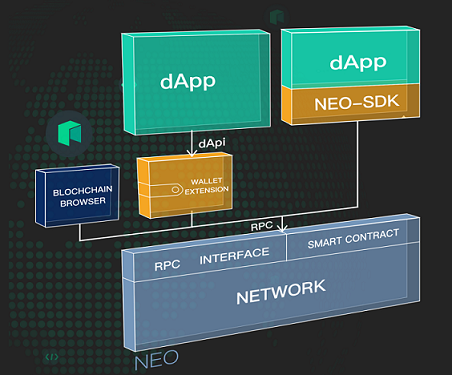 dApp
dApp
NEO-SDK
dApi
WALLET
EXTENSION
BLOCHCHAIN
BROWSER
RPC
RPC INTERFACE
SMART CONTRACT
NETWORK
</>
NEO